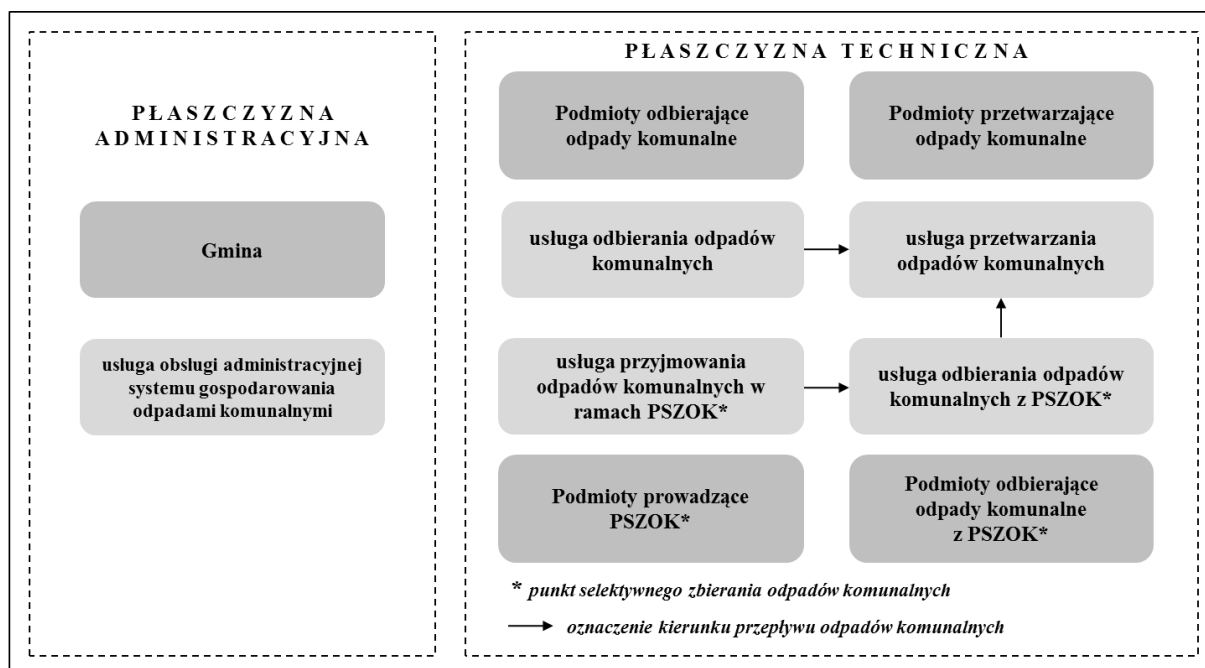 PŁASZCZYZNA
ADMINISTRACYJNA
Gmina
usługa obsługi administracyjnej
systemu gospodarowania
odpadami komunalnymi
PŁASZCZYZNA TECHNICZNA
Podmioty odbierające
odpady komunalne
Podmioty przetwarzające
odpady komunalne
usługa odbierania odpadów
komunalnych
usługa przetwarzania
odpadów komunalnych
usługa przyjmowania
odpadów komunalnych w
ramach PSZOK*
usługa odbierania odpadów
komunalnych z PSZOK*
Podmioty prowadzące
PSZOK*
Podmioty odbierające
odpady komunalne
z PSZOK*
* punkt selektywnego zbierania odpadów komunalnych
oznaczenie kierunku przepływu odpadów komunalnych